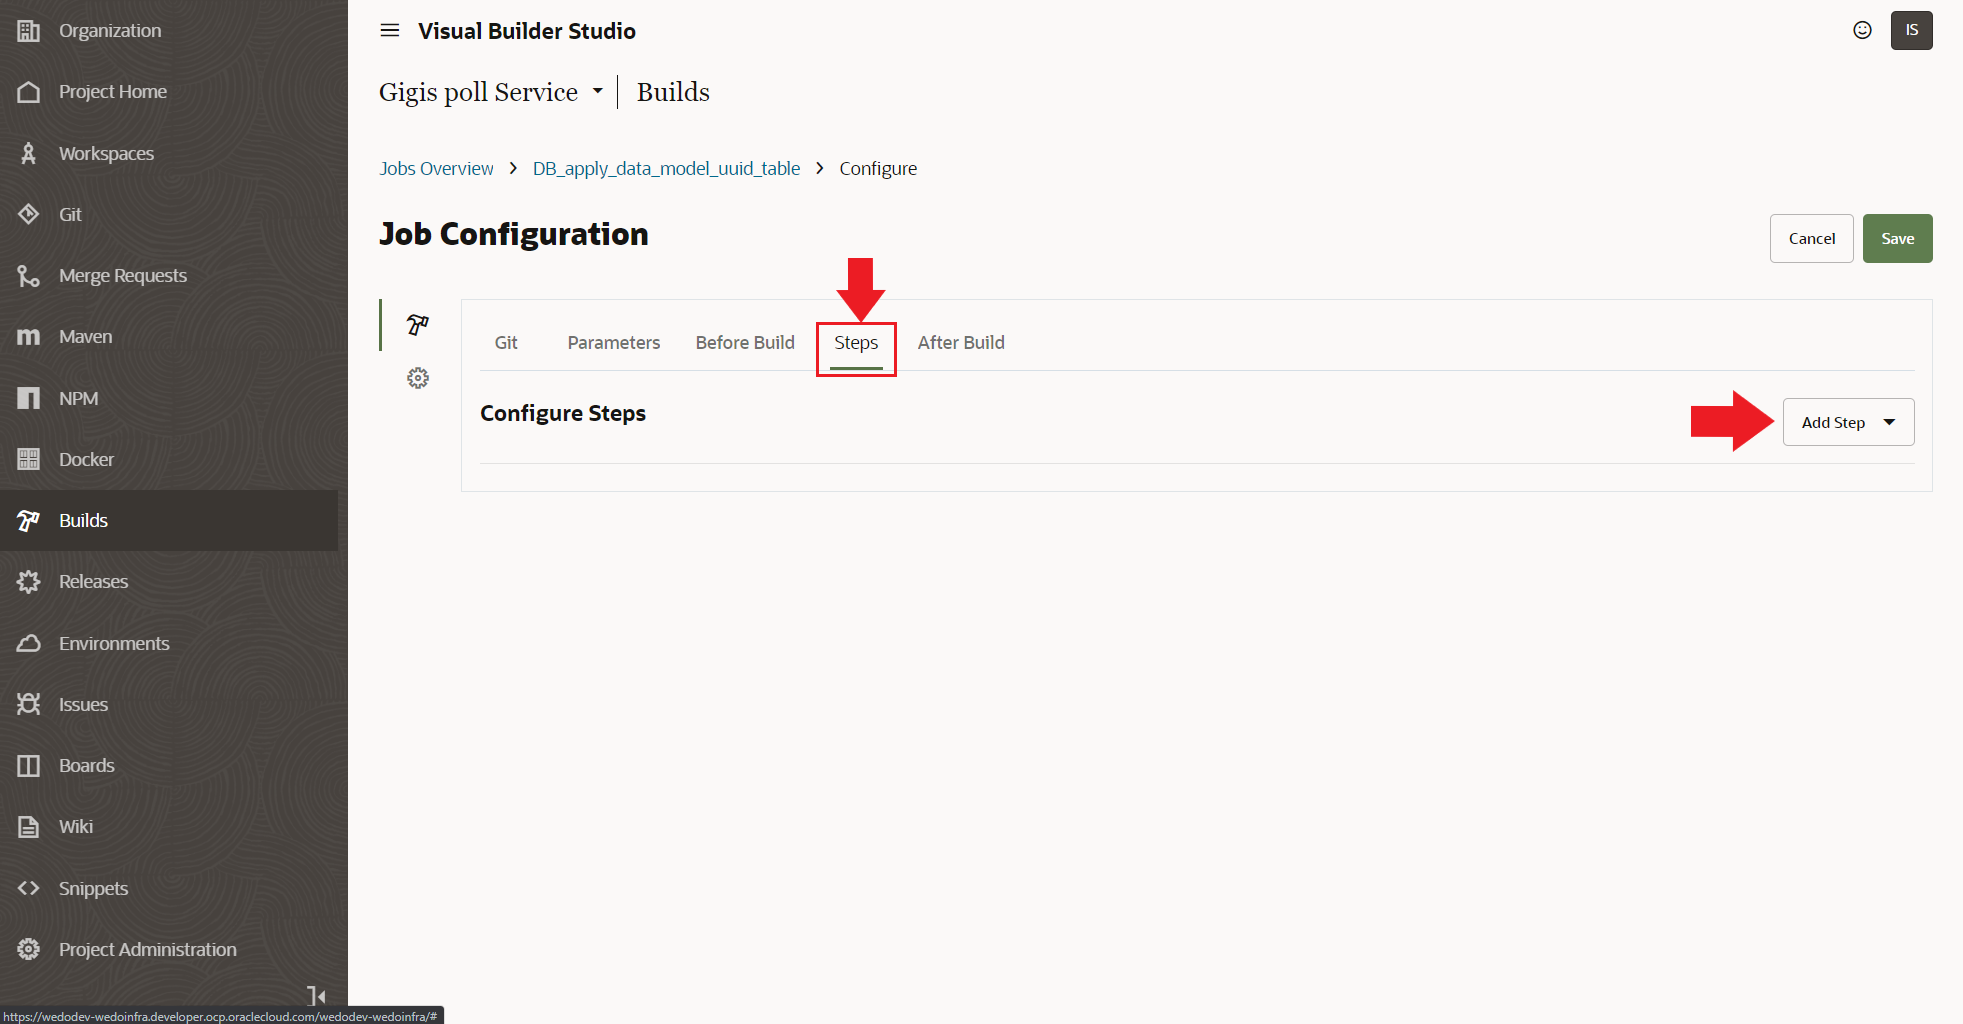 Organization
Project Home
Workspaces
Git
Merge Requests
Maven
NPM
Docker
Builds
Releases
Environments
Issues
Boards
Wiki
Snippets
Project Administration
Visual Builder Studio
IS
Gigis poll Service
Builds
Jobs Overview > DB_apply_data_model_uuid_table > Configure
Job Configuration
Cancel
Save
Git
Parameters
Before Build
Steps
After Build
Configure Steps
Add Step
https://wedodev-wedoinfra.developer.ocp.oraclecloud.com/wedodev-wedoinfra/#